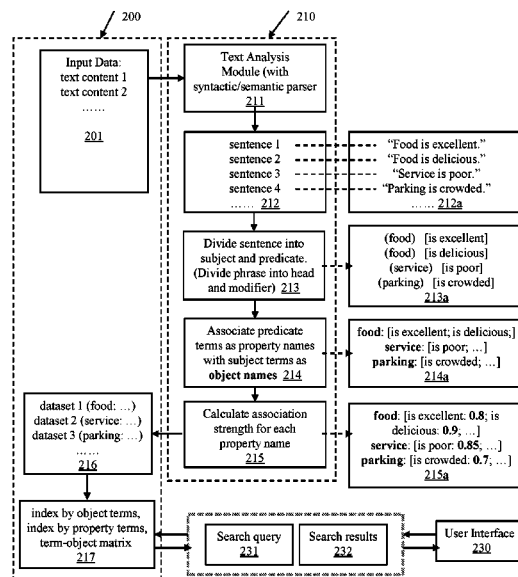 200
210
Input Data:
text content 1
text content 2
……
201
Text Analysis
Module (with
syntactic/semantic parser
211
sentence 1
sentence 2
sentence 3
sentence 4
…… 212
“Food is excellent.”
“Food is delicious.”
“Service is poor.”
“Parking is crowded.”
…… 212a
Divide sentence into
subject and predicate.
(Divide phrase into head
and modifier) 213
(food) [is excellent]
(food) [is delicious]
(service) [is poor]
(parking) [is crowded]
213a
Associate predicate
terms as property names
with subject terms as
object names 214
food: [is excellent; is delicious;]
service: [is poor; …]
parking: [is crowded; …]
214a
dataset 1 (food: …)
dataset 2 (service: …)
dataset 3 (parking: …)
……
216
Calculate association
strength for each
property name
215
food: [is excellent: 0.8; is
delicious: 0.9, …]
service: [is poor: 0.85, …]
parking: [is crowded: 0.7, …]
215a
index by object terms,
index by property terms,
term-object matrix
217
Search query
231
Search results
232
User Interface
230